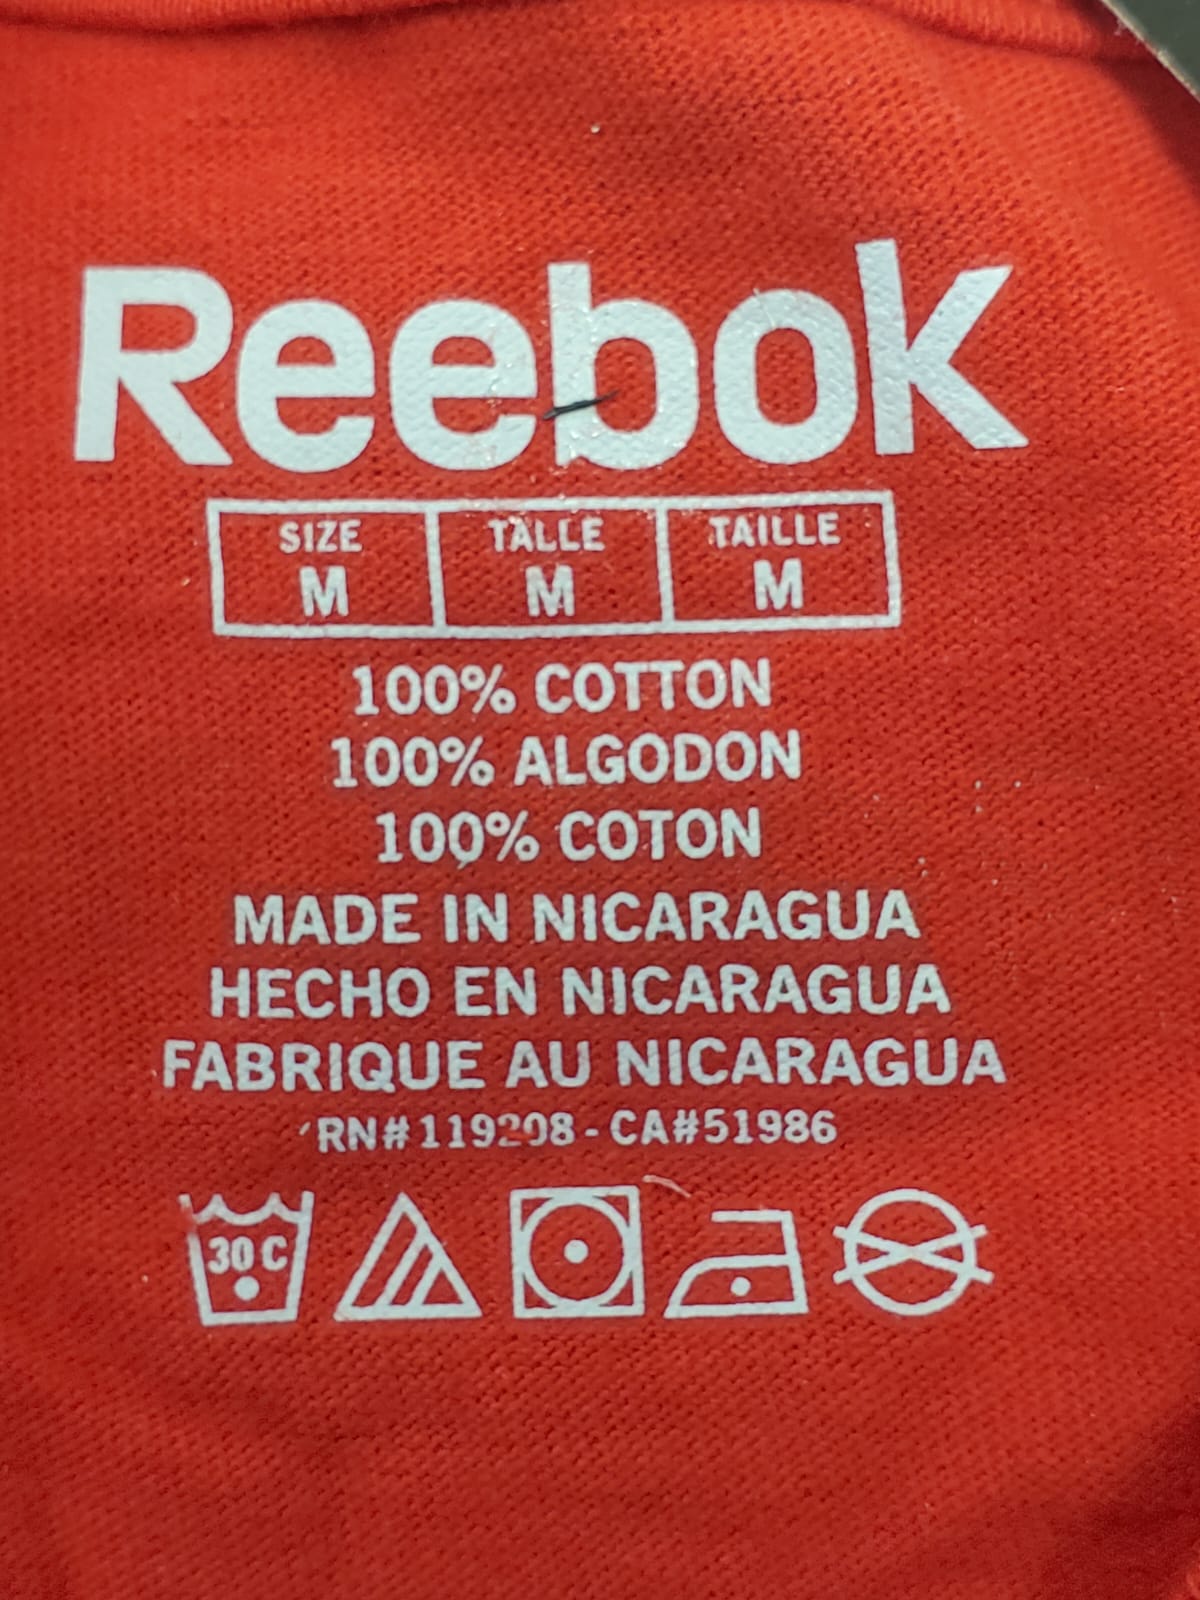 Reebok
SIZE TALLE TAILLE
M M M
100% COTTON
100% ALGODON
100% COTON
MADE IN NICARAGUA
HECHO EN NICARAGUA
FABRIQUE AU NICARAGUA
RN#119208-CA#51986
30 C